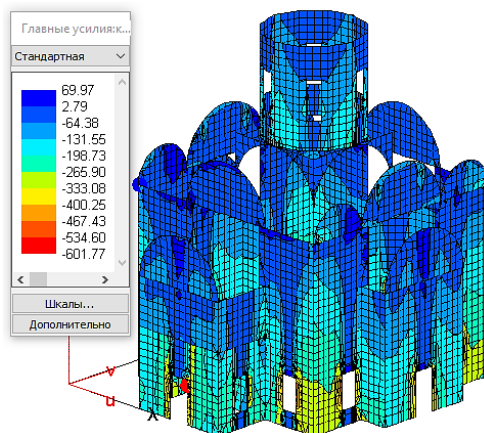 Главные усилия:к...
Стандартная
69.97
2.79
-64.38
-131.55
-198.73
-265.90
-333.08
-400.25
-467.43
-534.60
-601.77
Шкалы...
Дополнительно
v
u